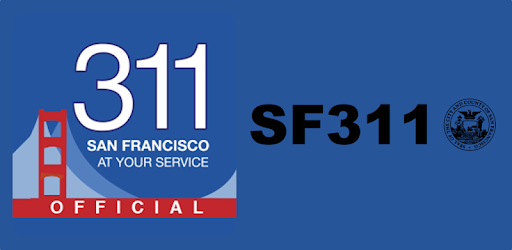 311
SAN FRANCISCO
AT YOUR SERVICE
OFFICIAL
SF311